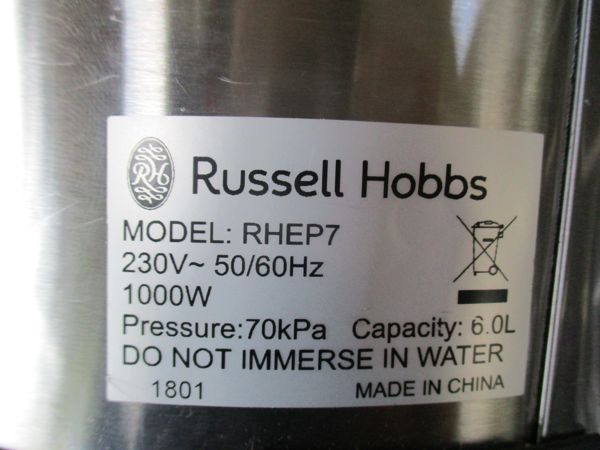 RH Russell Hobbs
MODEL: RHEP7
230V~ 50/60Hz
1000W
Pressure:70kPa Capacity: 6.0L
DO NOT IMMERSE IN WATER
1801 MADE IN CHINA